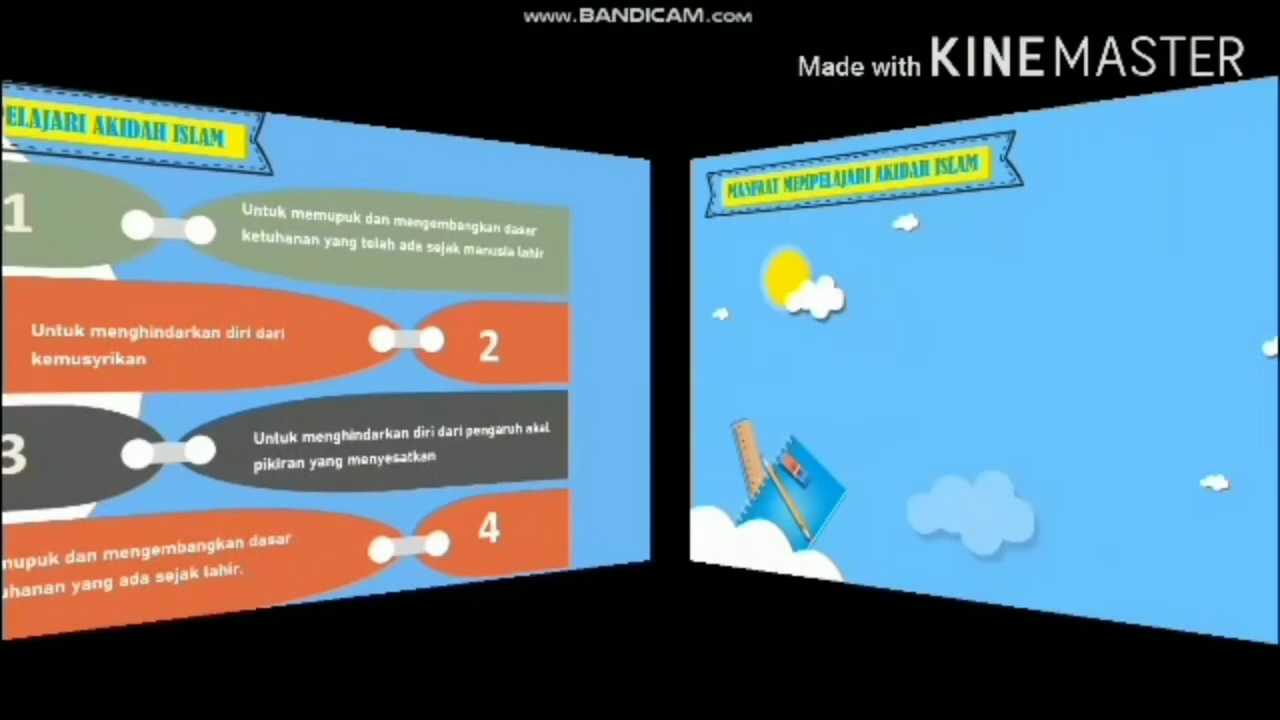 www.BANDICAM.com
Made with KINEMASTER
PELAJARI AKIDAH ISLAM
1
Untuk memupuk dan mengembangkan dasar
ketuhanan yang telah ada sejak manusia lahir
Untuk menghindarkan diri dari
kemusyrikan
2
3
Untuk menghindarkan diri dari pengaruh akal
pikiran yang menyesatkan
mupuk dan mengembangkan dasar
uhanan yang ada sejak lahir.
4
MANFAAT MEMPELAJARI AKIDAH ISLAM